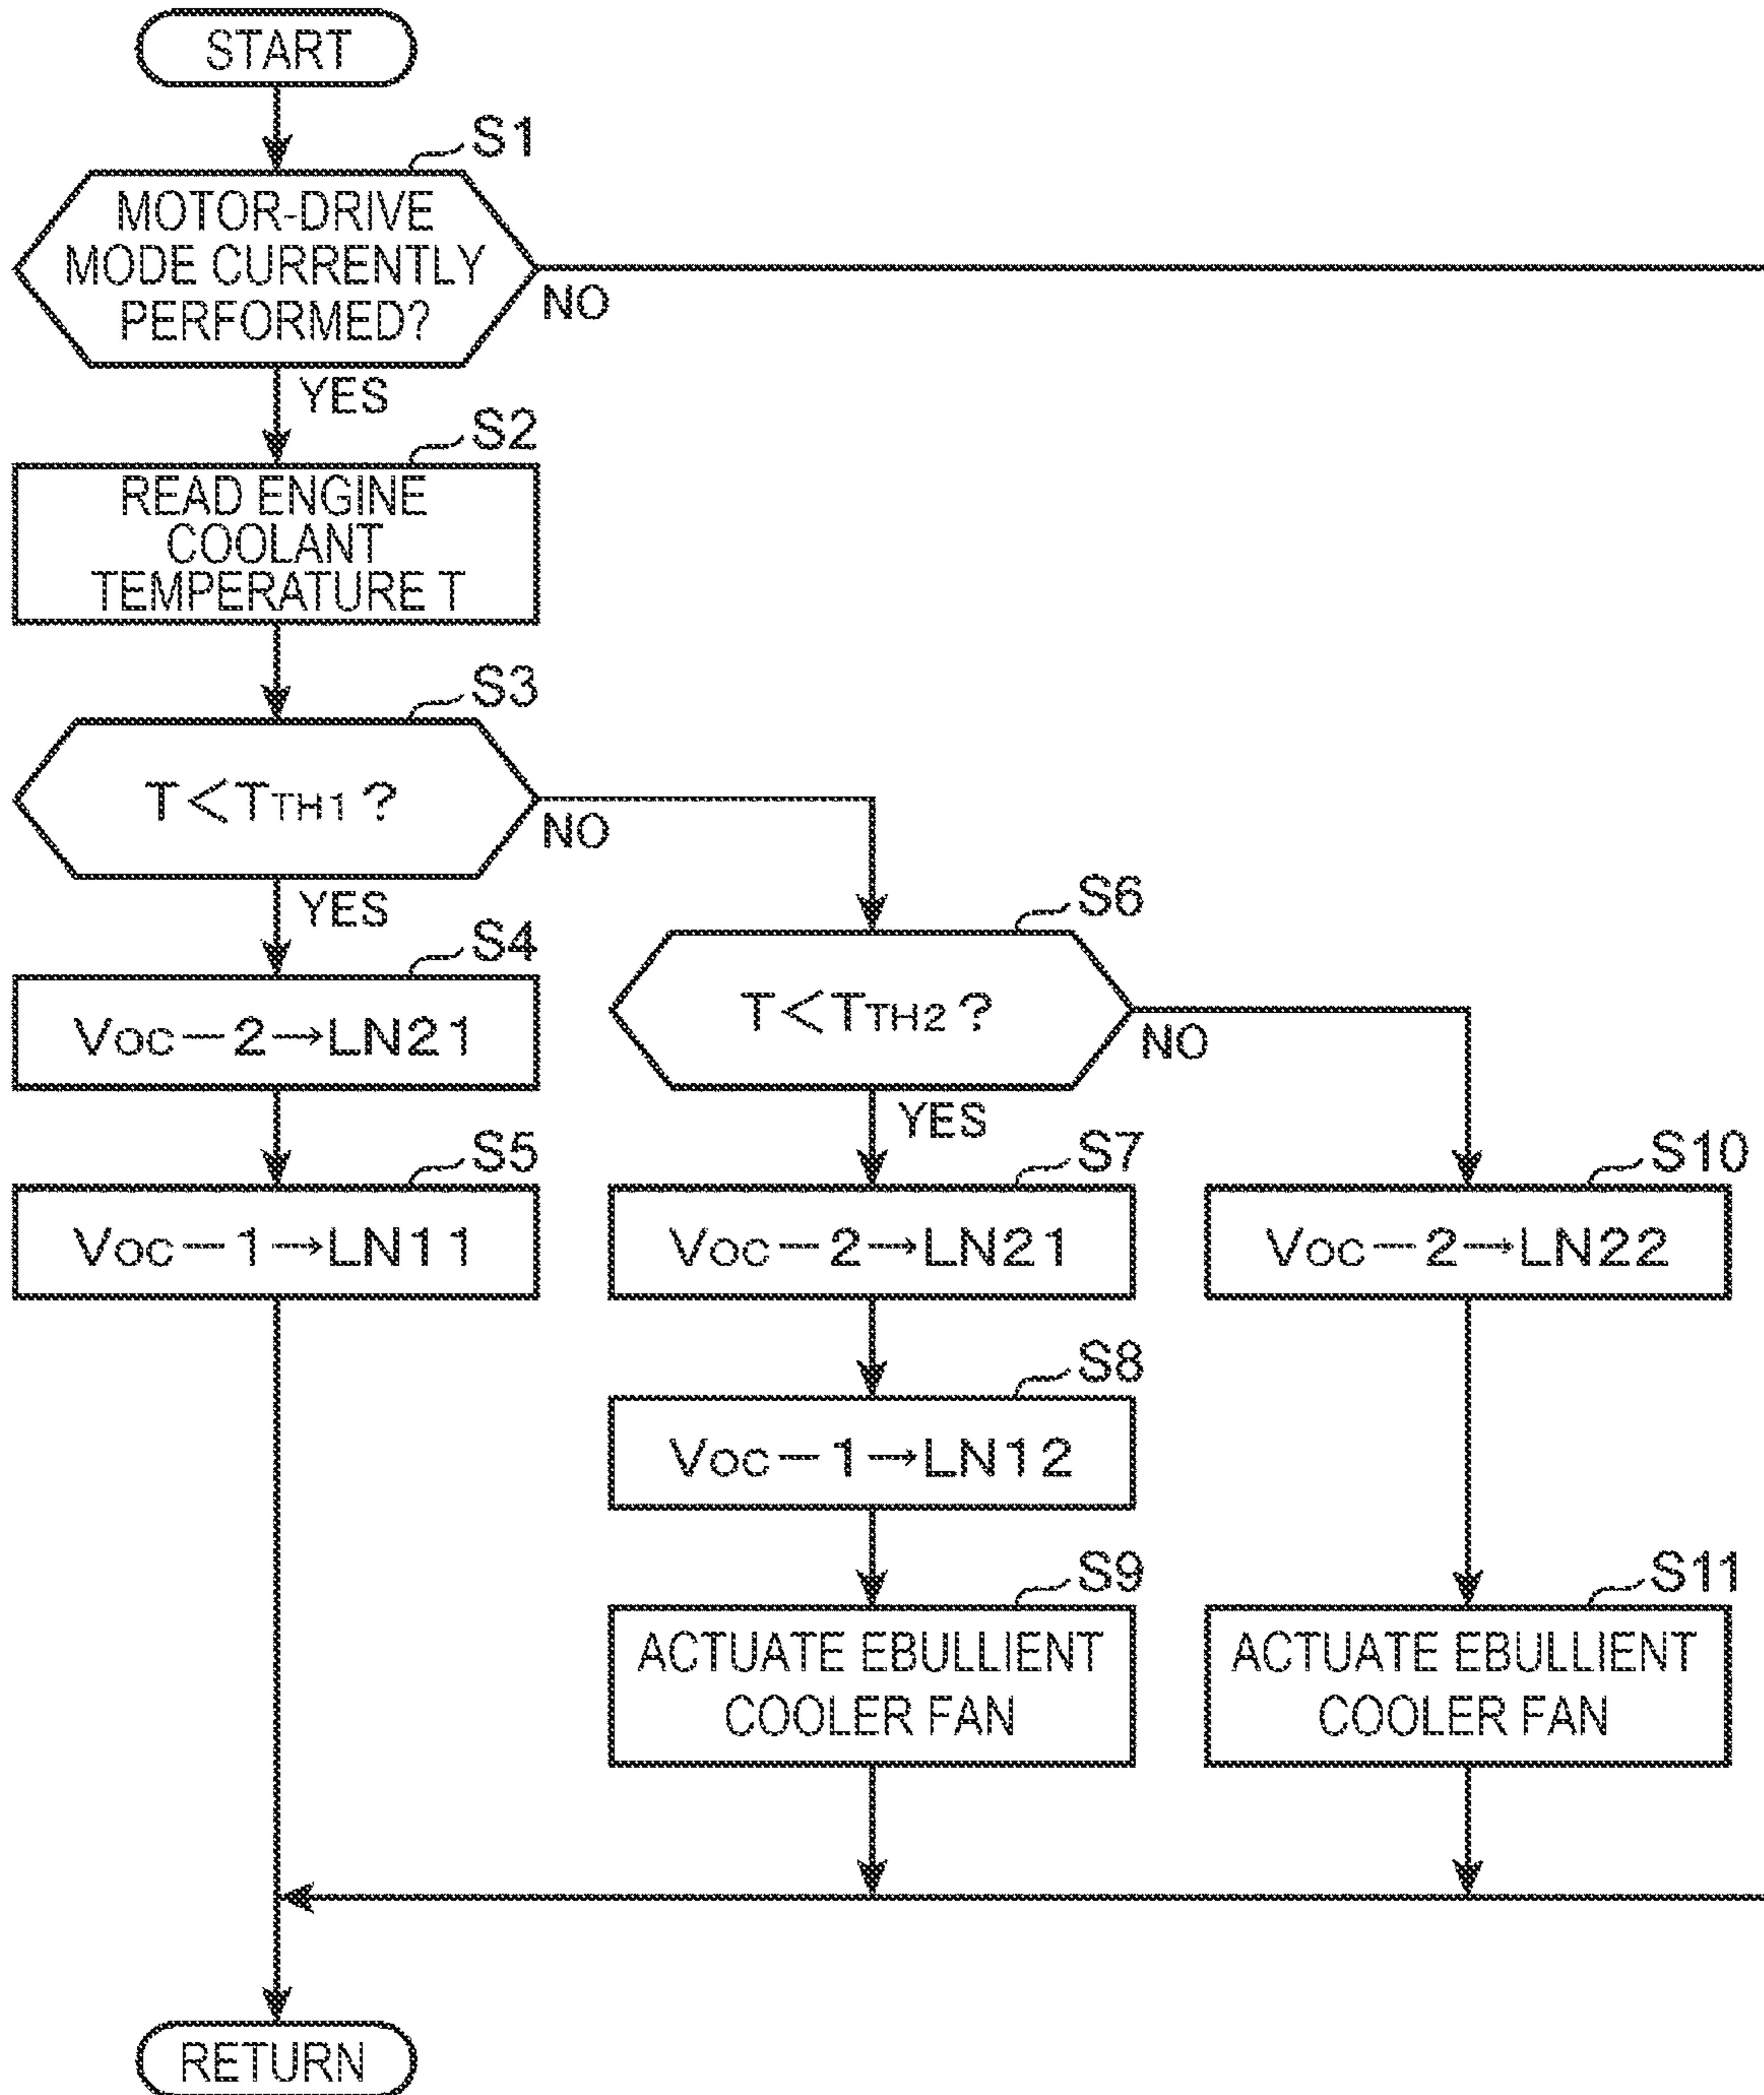 START
S1
MOTOR-DRIVE
MODE CURRENTLY
PERFORMED?
NO
YES
S2
READ ENGINE
COOLANT
TEMPERATURE T
S3
T<TTH1?
NO
YES
S4
Voc-2→LN21
S5
Voc-1→LN11
S6
T<TTH2?
NO
YES
S7
Voc-2→LN21
S8
Voc-1→LN12
S9
ACTUATE EBULLIENT
COOLER FAN
S10
Voc-2→LN22
S11
ACTUATE EBULLIENT
COOLER FAN
RETURN